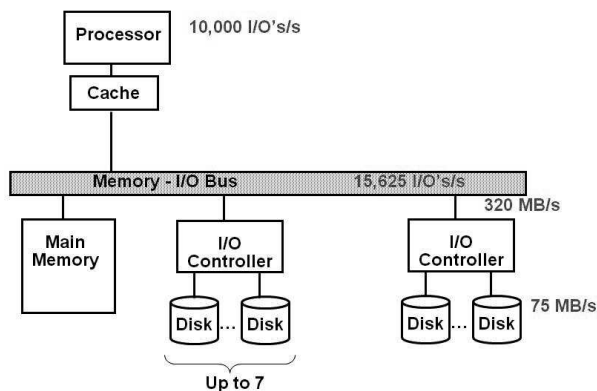 Processor
10,000 I/O's/s
Cache
Memory - I/O Bus
15,625 I/O's/s
320 MB/s
Main
Memory
I/O
Controller
I/O
Controller
Disk ... Disk
Disk ... Disk
75 MB/s
Up to 7